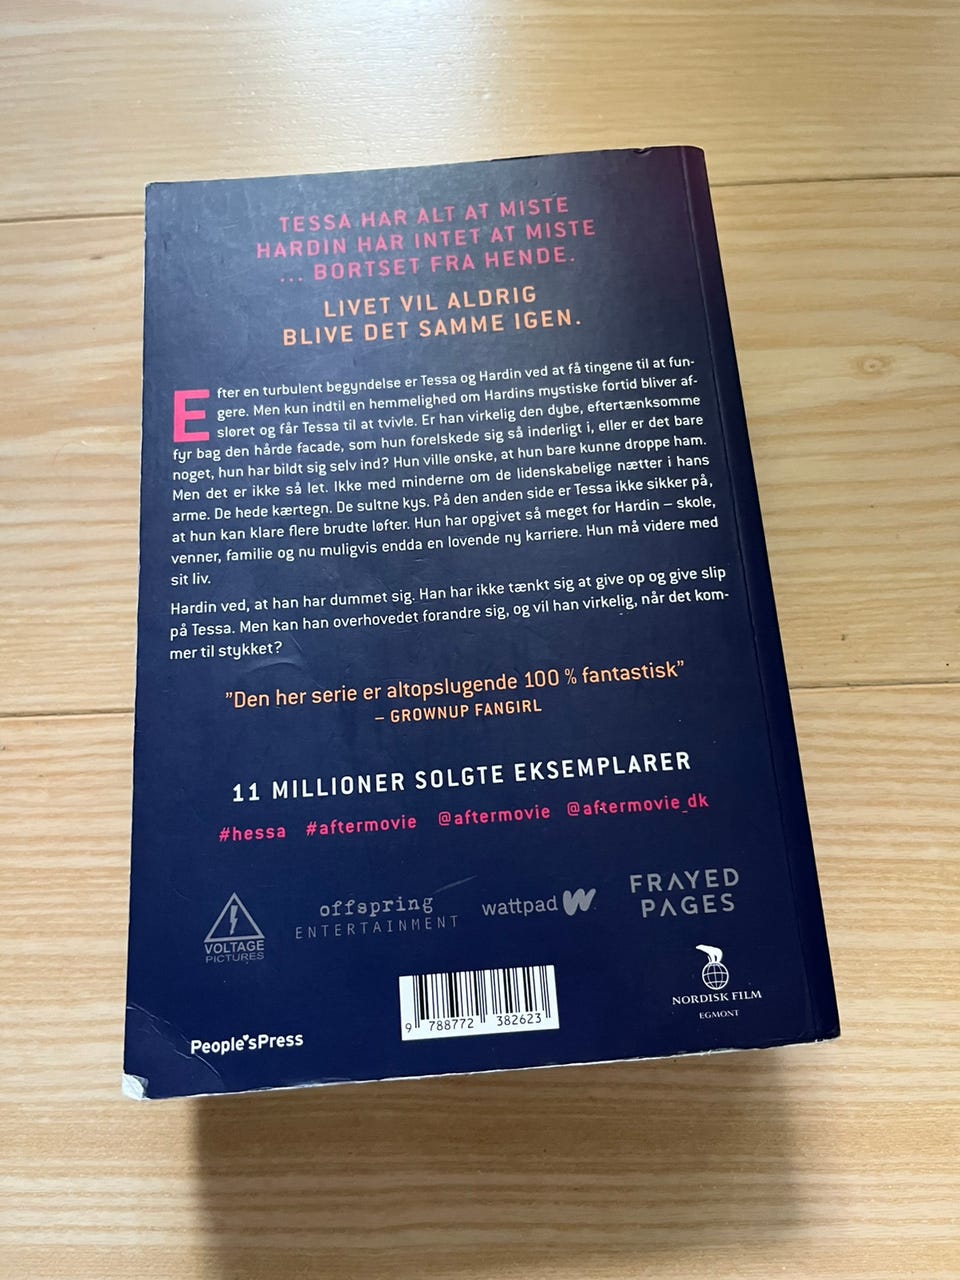 TESSA HAR ALT AT MISTE
HARDIN HAR INTET AT MISTE
... BORTSET FRA HENDE.
LIVET VIL ALDRIG
BLIVE DET SAMME IGEN.
Efter en turbulent begyndelse er Tessa og Hardin ved at få tingene til at fun-
gere. Men kun indtil en hemmelighed om Hardins mystiske fortid bliver af-
sløret og får Tessa til at tvivle. Er han virkelig den dybe, eftertænksomme
fyr bag den hårde facade, som hun forelskede sig så inderligt i, eller er det bare
noget, hun har bildt sig selv ind? Hun ville ønske, at hun bare kunne droppe ham.
Men det er ikke så let. Ikke med minderne om de lidenskabelige nætter i hans
arme. De hede kærtegn. De sultne kys. På den anden side er Tessa ikke sikker på,
at hun kan klare flere brudte løfter. Hun har opgivet så meget for Hardin – skole,
venner, familie og nu muligvis endda en lovende ny karriere. Hun må videre med
sit liv.
Hardin ved, at han har dummet sig. Han har ikke tænkt sig at give op og give slip
på Tessa. Men kan han overhovedet forandre sig, og vil han virkelig, når det kom-
mer til stykket?
”Den her serie er altopslugende 100 % fantastisk”
– GROWNUP FANGIRL
11 MILLIONER SOLGTE EKSEMPLARER
#hessa #aftermovie @aftermovie @aftermovie_dk
VOLTAGE
PICTURES
offspring
ENTERTAINMENT
wattpad
FRAYED
PAGES
NORDISK FILM
EGMONT
9 788772 382623
People'sPress